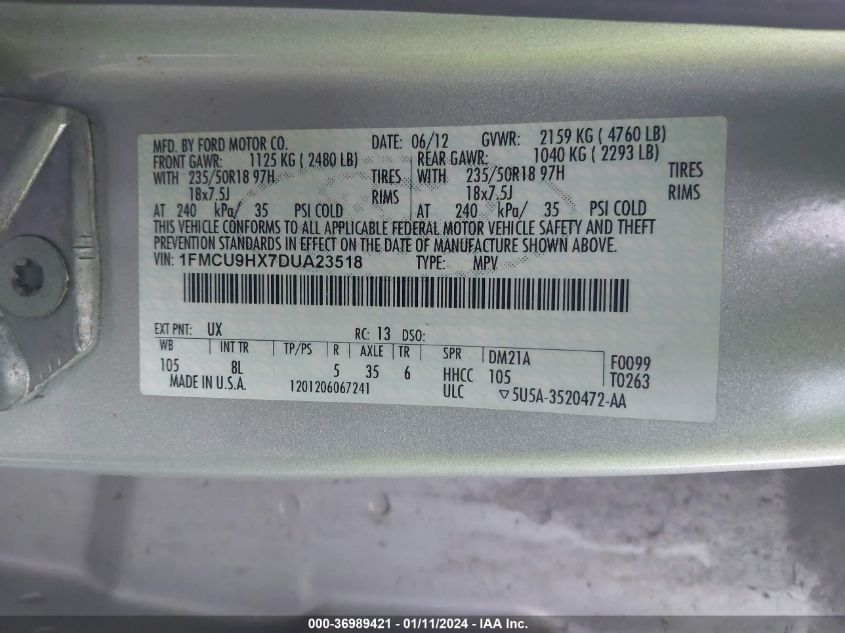 MFD. BY FORD MOTOR CO. DATE: 06/12 GVWR: 2159 KG ( 4760 LB)
FRONT GAWR: 1125 KG ( 2480 LB) REAR GAWR: 1040 KG ( 2293 LB)
WITH 235/50R18 97H TIRES WITH 235/50R18 97H TIRES
18x7.5J RIMS 18x7.5J RIMS
AT 240 kPa/ 35 PSI COLD AT 240 kPa/ 35 PSI COLD
THIS VEHICLE CONFORMS TO ALL APPLICABLE FEDERAL MOTOR VEHICLE SAFETY AND THEFT
PREVENTION STANDARDS IN EFFECT ON THE DATE OF MANUFACTURE SHOWN ABOVE.
VIN: 1FMCU9HX7DUA23518 TYPE: MPV
EXT PNT: UX RC: 13 DSO:
WB INT TR TP/PS R AXLE TR SPR DM21A F0099
105 8L 5 35 6 HHCC 105 T0263
MADE IN U.S.A. 1201206067241 ULC ▽5U5A-3520472-AA
000-36989421 - 01/11/2024 - IAA Inc.